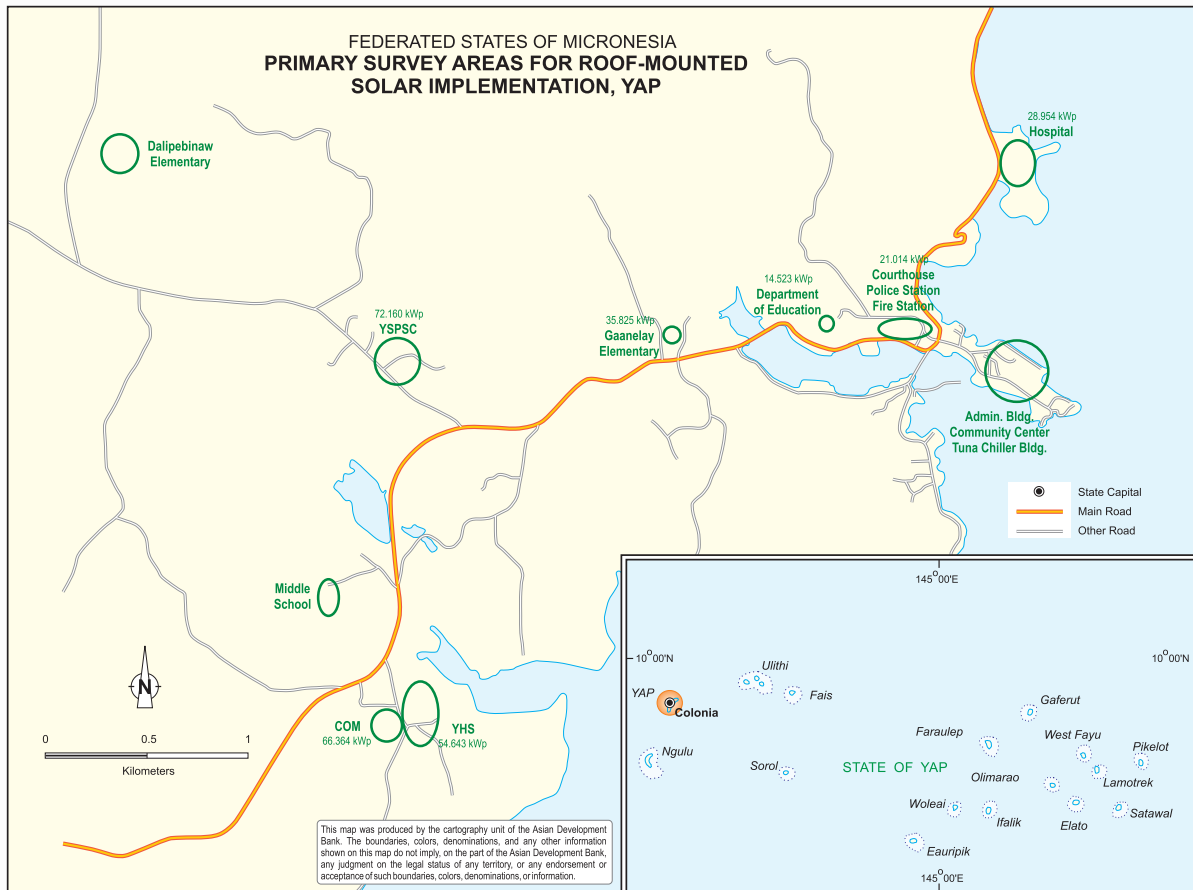 FEDERATED STATES OF MICRONESIA
PRIMARY SURVEY AREAS FOR ROOF-MOUNTED
SOLAR IMPLEMENTATION, YAP
28.954 kWp
Hospital
Dalipebinaw
Elementary
21.014 kWp
Courthouse
Police Station
Fire Station
14.523 kWp
Department
of Education
72.160 kWp
YSPSC
35.825 kWp
Gaanelay
Elementary
Admin. Bldg.
Community Center
Tuna Chiller Bldg.
State Capital
Main Road
Other Road
Middle
School
N
0 0.5 1
Kilometers
COM
66.364 kWp
YHS
54.643 kWp
This map was produced by the cartography unit of the Asian Development
Bank. The boundaries, colors, denominations, and any other information
shown on this map do not imply, on the part of the Asian Development Bank,
any judgment on the legal status of any territory, or any endorsement or
acceptance of such boundaries, colors, denominations, or information.
145°00'E
10°00'N
10°00'N
Ulithi
YAP
Fais
Colonia
Gaferut
Faraulep
West Fayu
Pikelot
Ngulu
Sorol
STATE OF YAP
Olimarao
Lamotrek
Woleai
Ifalik
Elato
Satawal
Eauripik
145°00'E